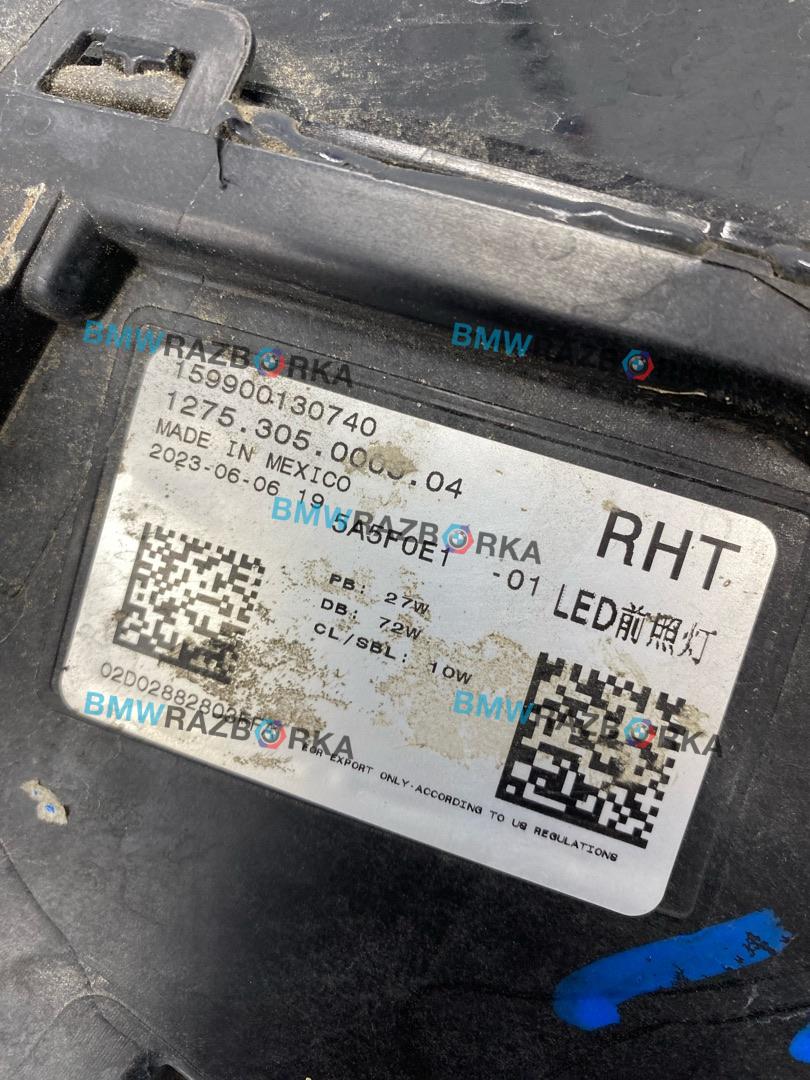 159900130740
1275.305.0003.04
MADE IN MEXICO
2023-06-06 19
5A5F0E1 -01
RHT
LED前照灯
PB: 27W
DB: 72W
CL/SBL: 10W
FOR EXPORT ONLY-ACCORDING TO US REGULATIONS
BMWRAZBORKA
BMWRAZBORKA
BMWRAZBORKA
BMWRAZBORKA
BMWRAZBORKA